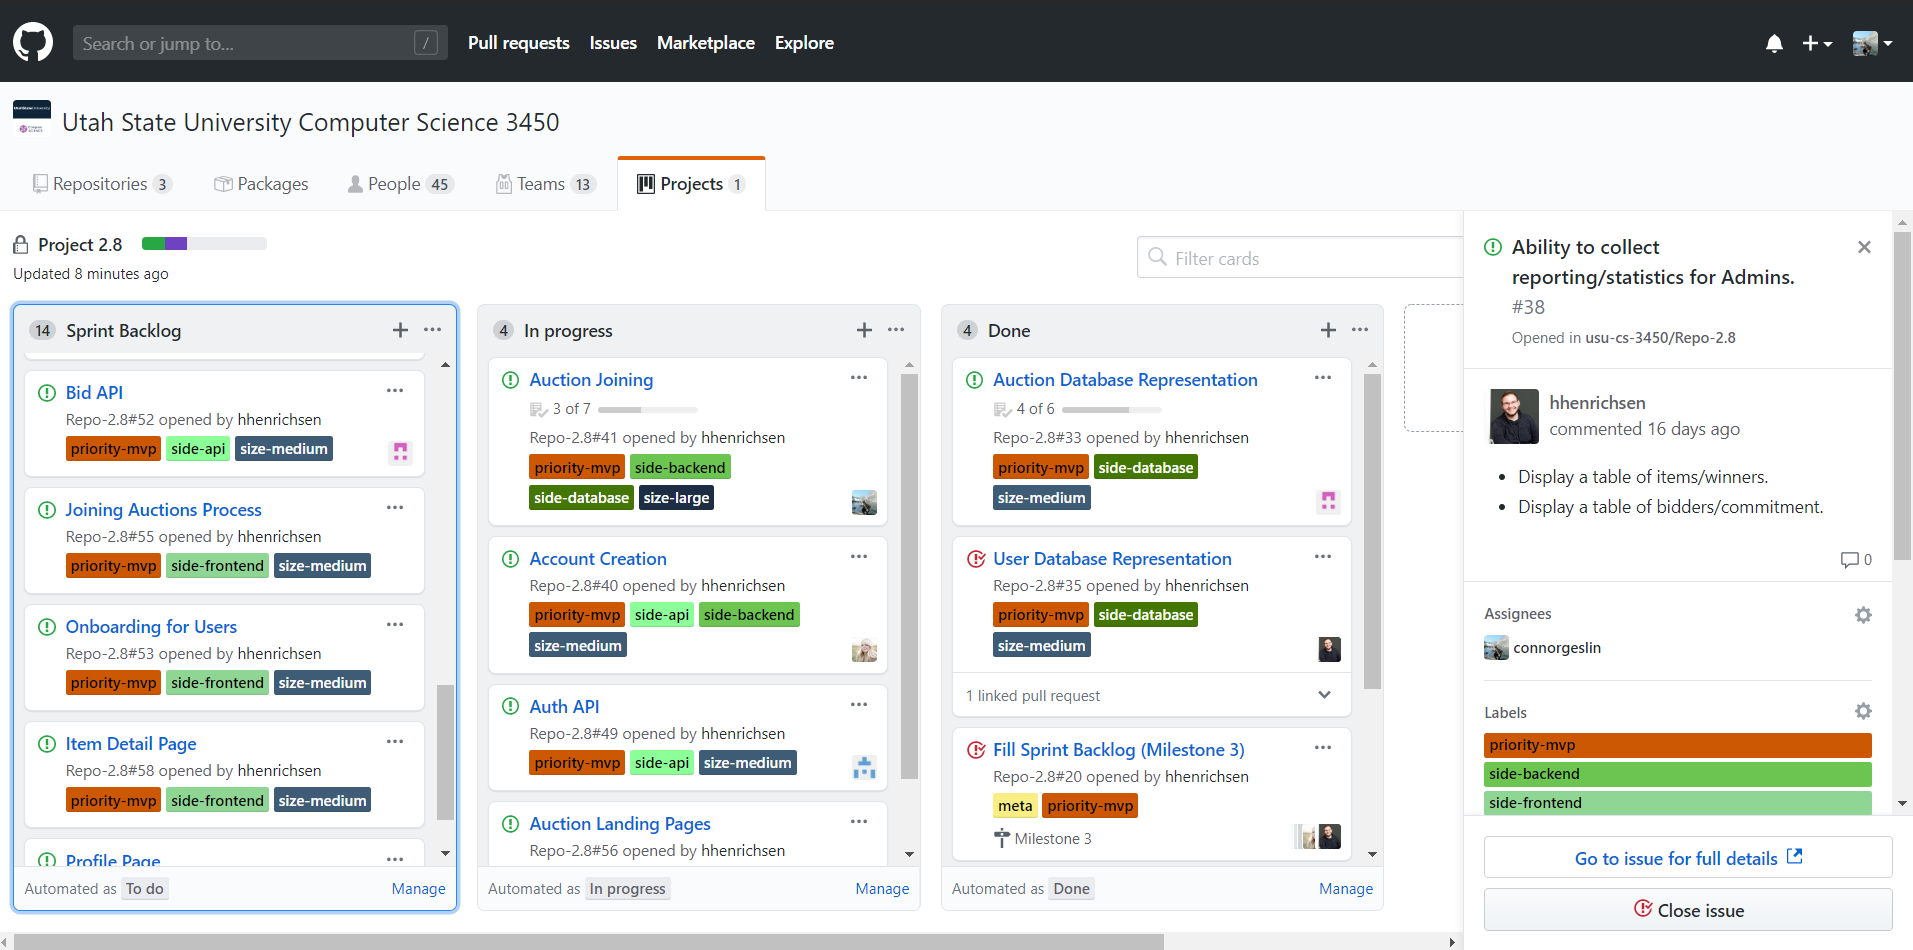 Search or jump to...
/
Pull requests
Issues
Marketplace
Explore
Utah State University Computer Science 3450
Repositories 3
Packages
People 45
Teams 13
Projects 1
Project 2.8
Updated 8 minutes ago
Filter cards
14 Sprint Backlog
Bid API
Repo-2.8#52 opened by hhenrichsen
priority-mvp side-api size-medium
Joining Auctions Process
Repo-2.8#55 opened by hhenrichsen
priority-mvp side-frontend size-medium
Onboarding for Users
Repo-2.8#53 opened by hhenrichsen
priority-mvp side-frontend size-medium
Item Detail Page
Repo-2.8#58 opened by hhenrichsen
priority-mvp side-frontend size-medium
Profile Page
Automated as To do
Manage
4 In progress
Auction Joining
3 of 7
Repo-2.8#41 opened by hhenrichsen
priority-mvp side-backend
side-database size-large
Account Creation
Repo-2.8#40 opened by hhenrichsen
priority-mvp side-api side-backend
size-medium
Auth API
Repo-2.8#49 opened by hhenrichsen
priority-mvp side-api size-medium
Auction Landing Pages
Repo-2.8#56 opened by hhenrichsen
Automated as In progress
Manage
4 Done
Auction Database Representation
4 of 6
Repo-2.8#33 opened by hhenrichsen
priority-mvp side-database
size-medium
User Database Representation
Repo-2.8#35 opened by hhenrichsen
priority-mvp side-database
size-medium
1 linked pull request
Fill Sprint Backlog (Milestone 3)
Repo-2.8#20 opened by hhenrichsen
meta priority-mvp
Milestone 3
Automated as Done
Manage
Ability to collect
reporting/statistics for Admins.
#38
Opened in usu-cs-3450/Repo-2.8
hhenrichsen
commented 16 days ago
• Display a table of items/winners.
• Display a table of bidders/commitment.
0
Assignees
connorgeslin
Labels
priority-mvp
side-backend
side-frontend
Go to issue for full details
Close issue